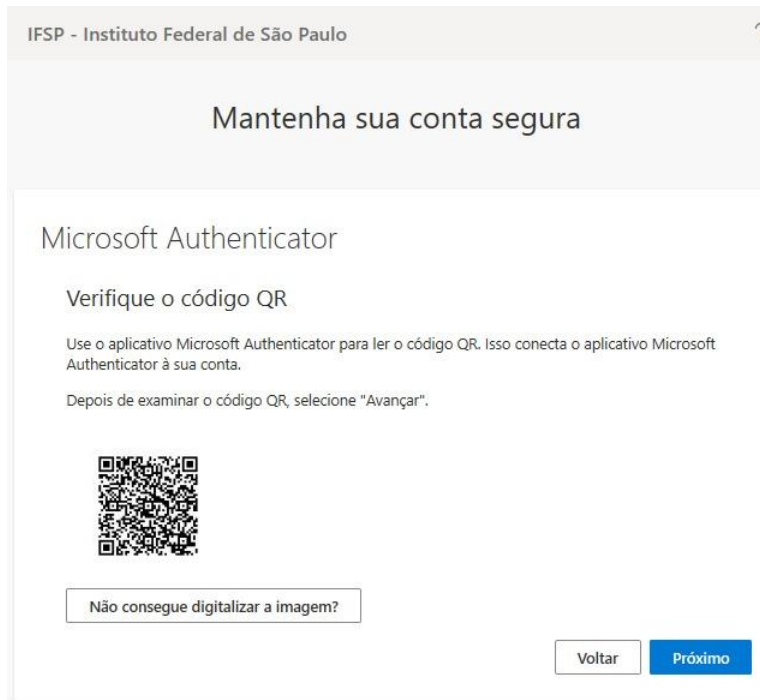 IFSP - Instituto Federal de São Paulo
Mantenha sua conta segura
Microsoft Authenticator
Verifique o código QR
Use o aplicativo Microsoft Authenticator para ler o código QR. Isso conecta o aplicativo Microsoft
Authenticator à sua conta.
Depois de examinar o código QR, selecione "Avançar".
Não consegue digitalizar a imagem?
Voltar
Próximo